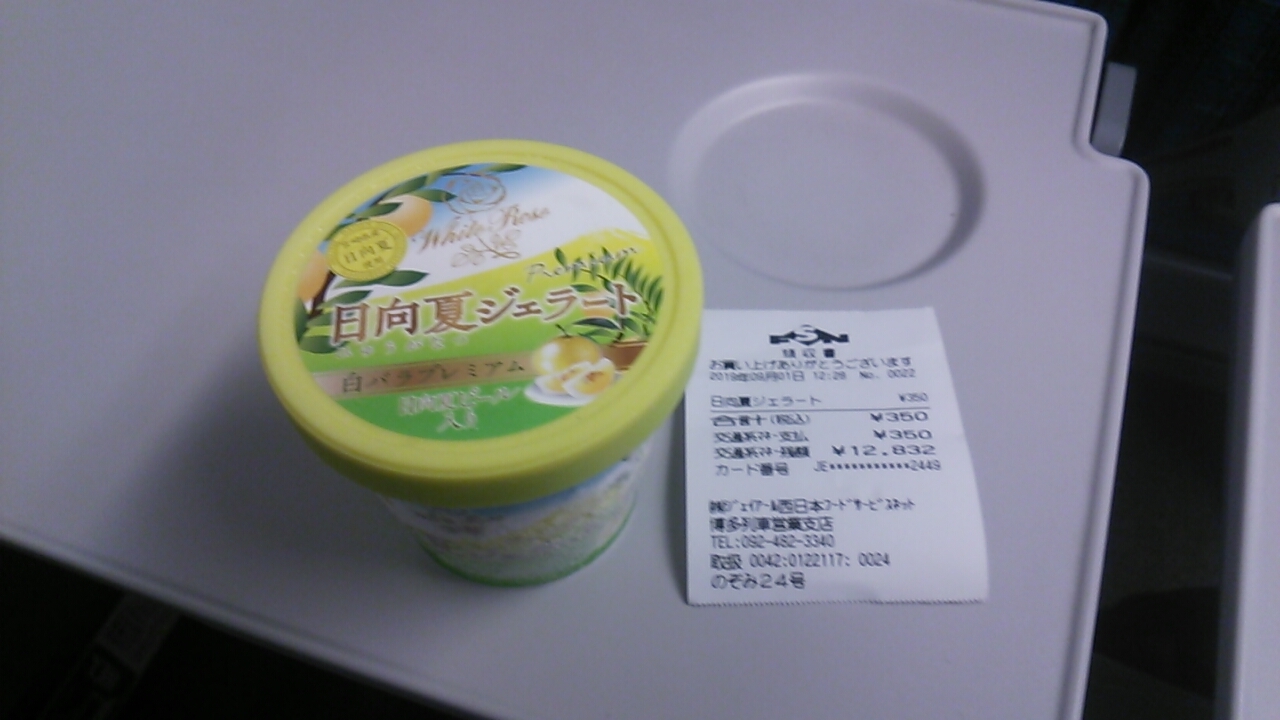 White Rose
Premium
日向夏
日向夏ジェラート
白バラプレミアム
日向夏ピール
入り
領収書
お買い上げありがとうございます
2019年09月01日 12:28 No. 0022
日向夏ジェラート ¥350
合計(税込) ¥350
交通系ﾏﾈｰ支払 ¥350
交通系ﾏﾈｰ残額 ¥12,832
カード番号 JE***********2449
㈱ｼﾞｪｲｱｰﾙ西日本ﾌｰﾄﾞｻｰﾋﾞｽﾈｯﾄ
博多列車営業支店
TEL:092-482-3340
取扱 0042:0122117: 0024
のぞみ24号